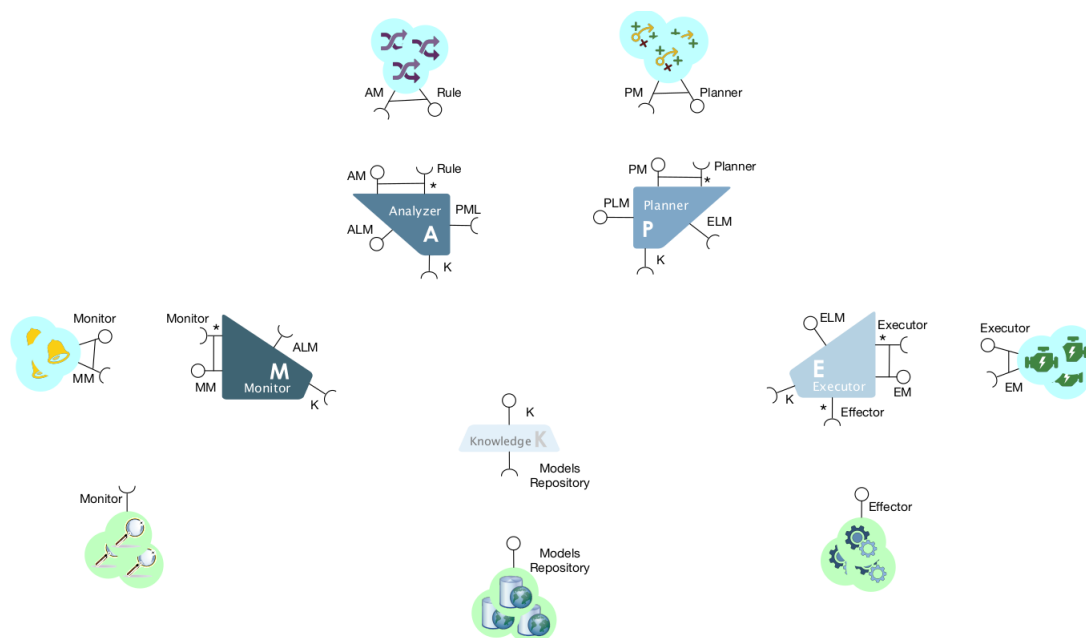 AM
Rule
PM
Planner
AM
Rule
*
Analyzer
A
PML
ALM
K
PM
Planner
*
PLM
Planner
P
ELM
K
Monitor
MM
Monitor
*
ALM
MM
M
Monitor
K
ELM
Executor
*
E
Executor
EM
K
*
Effector
Executor
EM
K
Knowledge K
Models
Repository
Monitor
Effector
Models
Repository